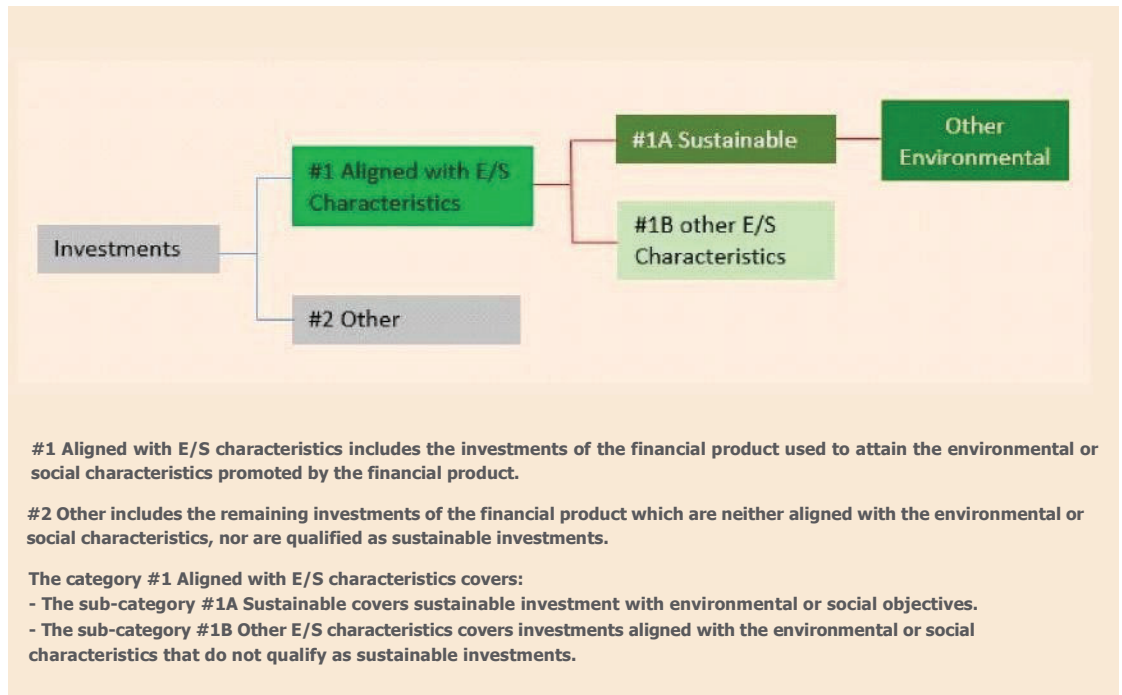 Investments
#1 Aligned with E/S
Characteristics
#2 Other
#1A Sustainable
#1B other E/S
Characteristics
Other
Environmental
#1 Aligned with E/S characteristics includes the investments of the financial product used to attain the environmental or
social characteristics promoted by the financial product.
#2 Other includes the remaining investments of the financial product which are neither aligned with the environmental or
social characteristics, nor are qualified as sustainable investments.
The category #1 Aligned with E/S characteristics covers:
- The sub-category #1A Sustainable covers sustainable investment with environmental or social objectives.
- The sub-category #1B Other E/S characteristics covers investments aligned with the environmental or social
characteristics that do not qualify as sustainable investments.